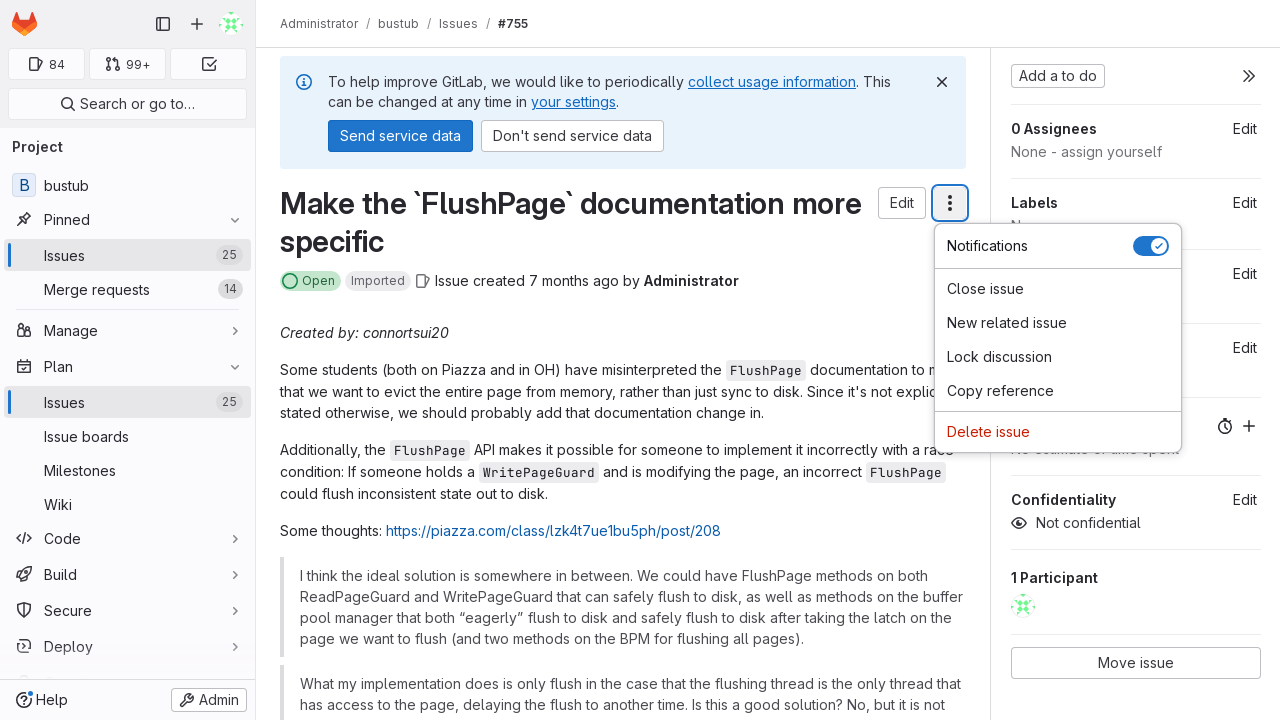 84
99+
Search or go to…
Project
B
bustub
Pinned
Issues
25
Merge requests
14
Manage
Plan
Issues
25
Issue boards
Milestones
Wiki
Code
Build
Secure
Deploy
Help
Admin
Administrator / bustub / Issues / #755
To help improve GitLab, we would like to periodically collect usage information. This
can be changed at any time in your settings.
Send service data
Don't send service data
Make the `FlushPage` documentation more
specific
Edit
Open
Imported
Issue created 7 months ago by Administrator
Created by: connortsui20
Some students (both on Piazza and in OH) have misinterpreted the FlushPage documentation to
that we want to evict the entire page from memory, rather than just sync to disk. Since it's not
stated otherwise, we should probably add that documentation change in.
Additionally, the FlushPage API makes it possible for someone to implement it incorrectly with a race
condition: If someone holds a WritePageGuard and is modifying the page, an incorrect FlushPage
could flush inconsistent state out to disk.
Some thoughts: https://piazza.com/class/lzk4t7ue1bu5ph/post/208
I think the ideal solution is somewhere in between. We could have FlushPage methods on both
ReadPageGuard and WritePageGuard that can safely flush to disk, as well as methods on the buffer
pool manager that both “eagerly” flush to disk and safely flush to disk after taking the latch on the
page we want to flush (and two methods on the BPM for flushing all pages).
What my implementation does is only flush in the case that the flushing thread is the only thread that
has access to the page, delaying the flush to another time. Is this a good solution? No, but it is not
Notifications
Close issue
New related issue
Lock discussion
Copy reference
Delete issue
Add a to do
0 Assignees
Edit
None - assign yourself
Labels
Edit
Edit
Edit
No estimate or time spent
Confidentiality
Edit
Not confidential
1 Participant
Move issue